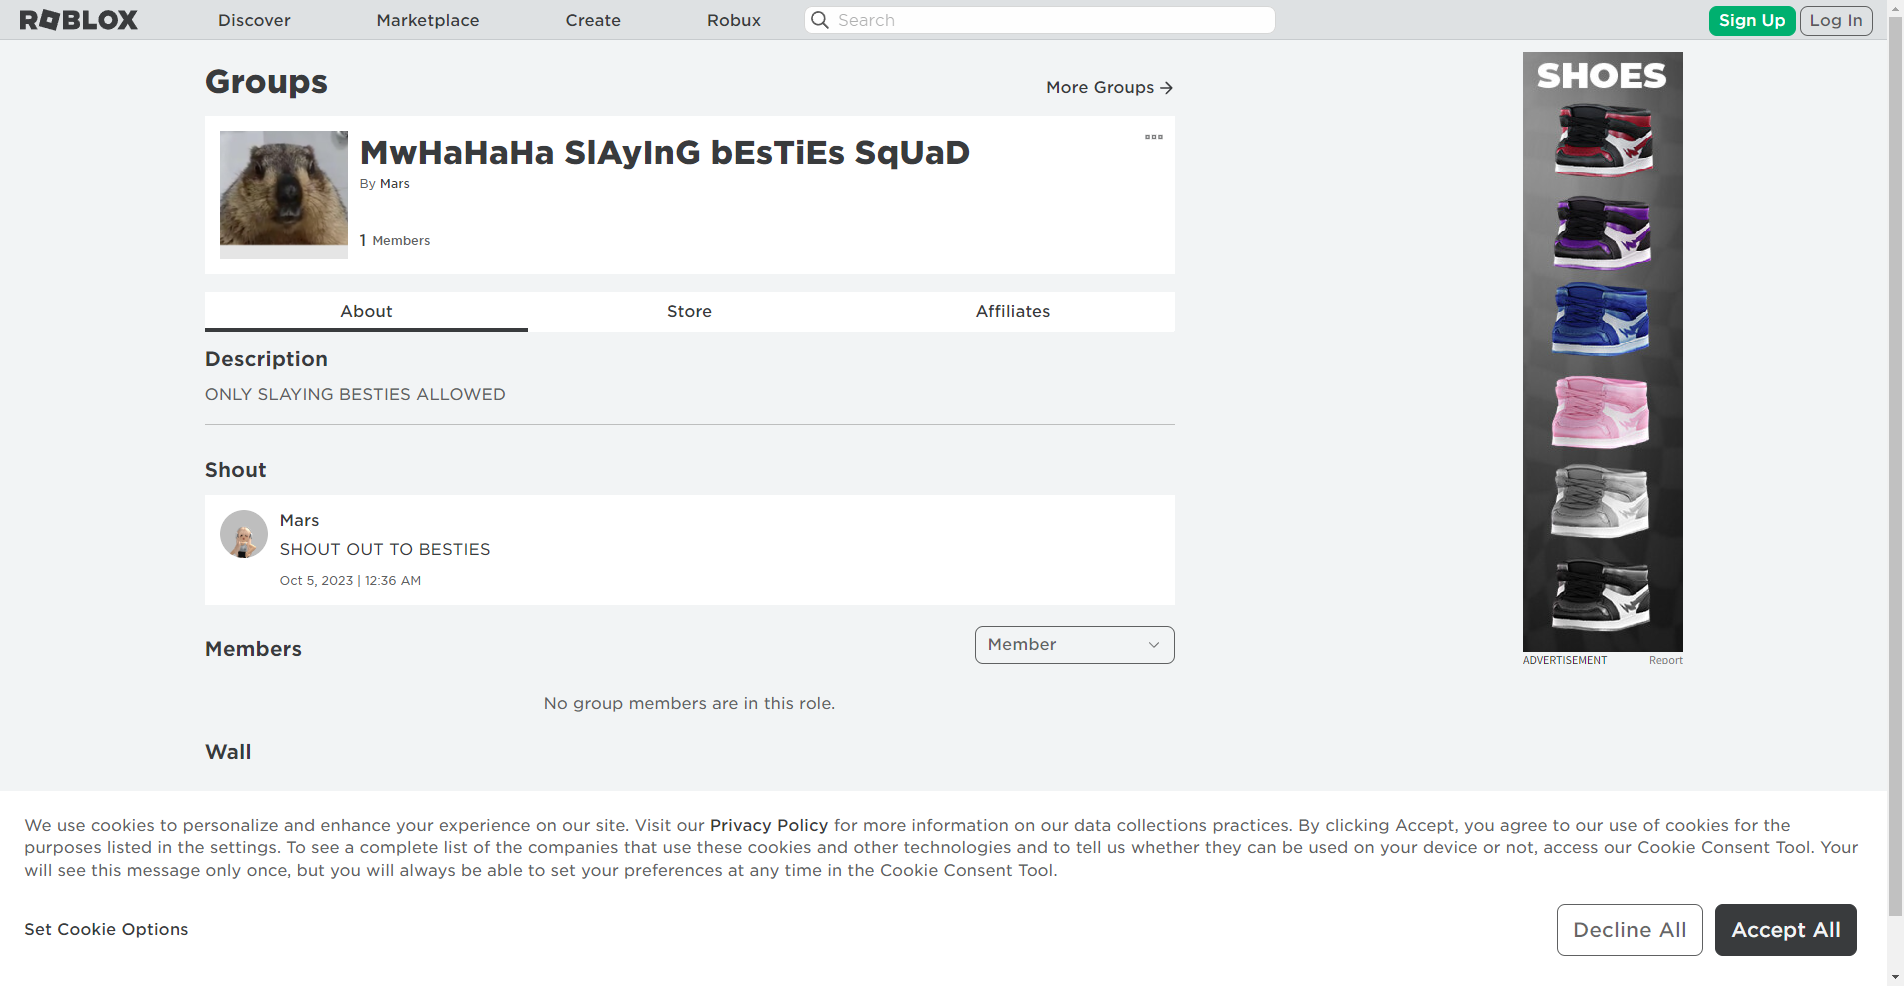 ROBLOX
Discover
Marketplace
Create
Robux
Search
Sign Up
Log In
Groups
More Groups
MwHaHaHa SlAyInG bEsTiEs SqUaD
By Mars
1 Members
About
Store
Affiliates
Description
ONLY SLAYING BESTIES ALLOWED
Shout
Mars
SHOUT OUT TO BESTIES
Oct 5, 2023 | 12:36 AM
Members
Member
No group members are in this role.
Wall
SHOES
ADVERTISEMENT
Report
We use cookies to personalize and enhance your experience on our site. Visit our Privacy Policy for more information on our data collections practices. By clicking Accept, you agree to our use of cookies for the
purposes listed in the settings. To see a complete list of the companies that use these cookies and other technologies and to tell us whether they can be used on your device or not, access our Cookie Consent Tool. Your
will see this message only once, but you will always be able to set your preferences at any time in the Cookie Consent Tool.
Set Cookie Options
Decline All
Accept All